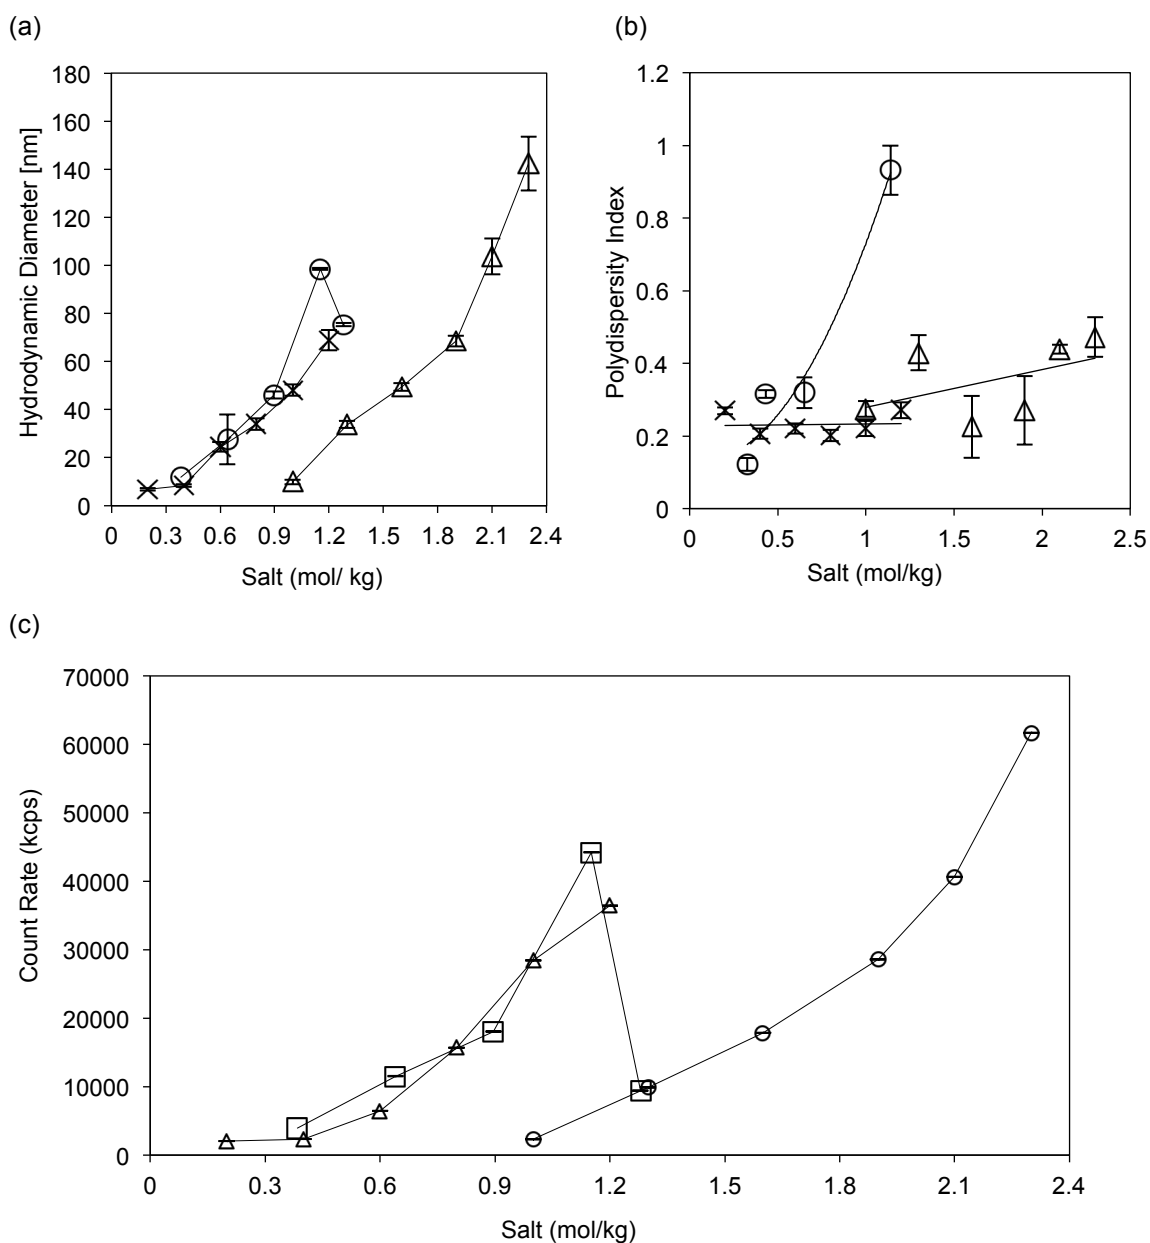 (a)
180
160
140
120
100
80
60
40
20
0
Hydrodynamic Diameter [nm]
0 0.3 0.6 0.9 1.2 1.5 1.8 2.1 2.4
Salt (mol/ kg)
(b)
1.2
1
0.8
0.6
0.4
0.2
0
Polydispersity Index
0 0.5 1 1.5 2 2.5
Salt (mol/kg)
(c)
70000
60000
50000
40000
30000
20000
10000
0
Count Rate (kcps)
0 0.3 0.6 0.9 1.2 1.5 1.8 2.1 2.4
Salt (mol/kg)